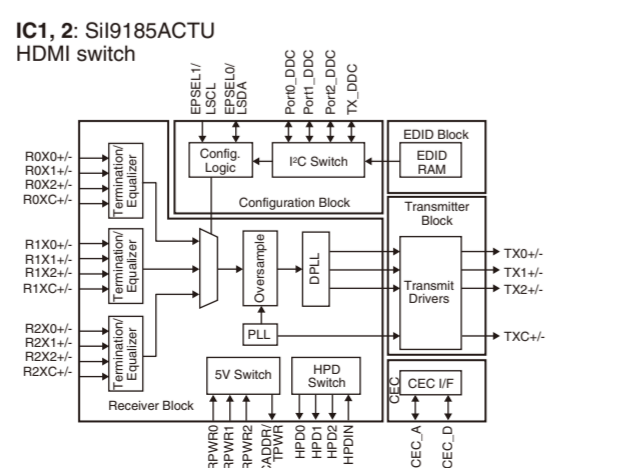 IC1, 2: SiI9185ACTU
HDMI switch
EPSEL1/
LSCL
EPSEL0/
LSDA
Port0_DDC
Port1_DDC
Port2_DDC
TX_DDC
Config.
Logic
I²C Switch
Configuration Block
EDID Block
EDID
RAM
R0X0+/-
R0X1+/-
R0X2+/-
R0XC+/-
Termination/
Equalizer
R1X0+/-
R1X1+/-
R1X2+/-
R1XC+/-
Termination/
Equalizer
R2X0+/-
R2X1+/-
R2X2+/-
R2XC+/-
Termination/
Equalizer
Oversample
DPLL
PLL
Transmitter
Block
Transmit
Drivers
TX0+/-
TX1+/-
TX2+/-
TXC+/-
5V Switch
HPD
Switch
Receiver Block
CEC
CEC I/F
RPWR0
RPWR1
RPWR2
CADDR/
TPWR
HPD0
HPD1
HPD2
HPDIN
CEC_A
CEC_D